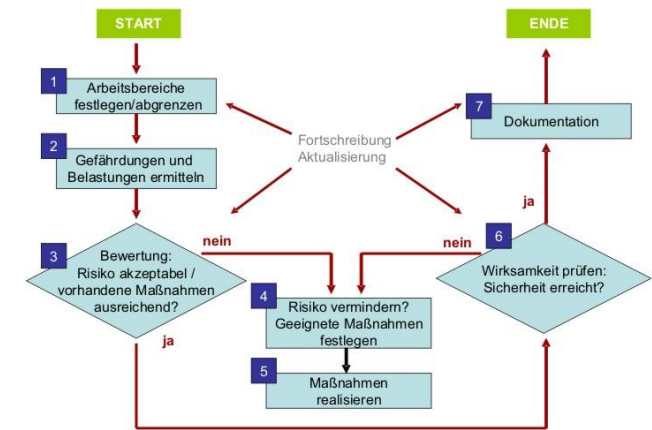 START
1
Arbeitsbereiche
festlegen/abgrenzen
2
Gefährdungen und
Belastungen ermitteln
3
Bewertung:
Risiko akzeptabel /
vorhandene Maßnahmen
ausreichend?
nein
ja
4
Risiko vermindern?
Geeignete Maßnahmen
festlegen
5
Maßnahmen
realisieren
Fortschreibung
Aktualisierung
6
Wirksamkeit prüfen:
Sicherheit erreicht?
nein
ja
7
Dokumentation
ENDE